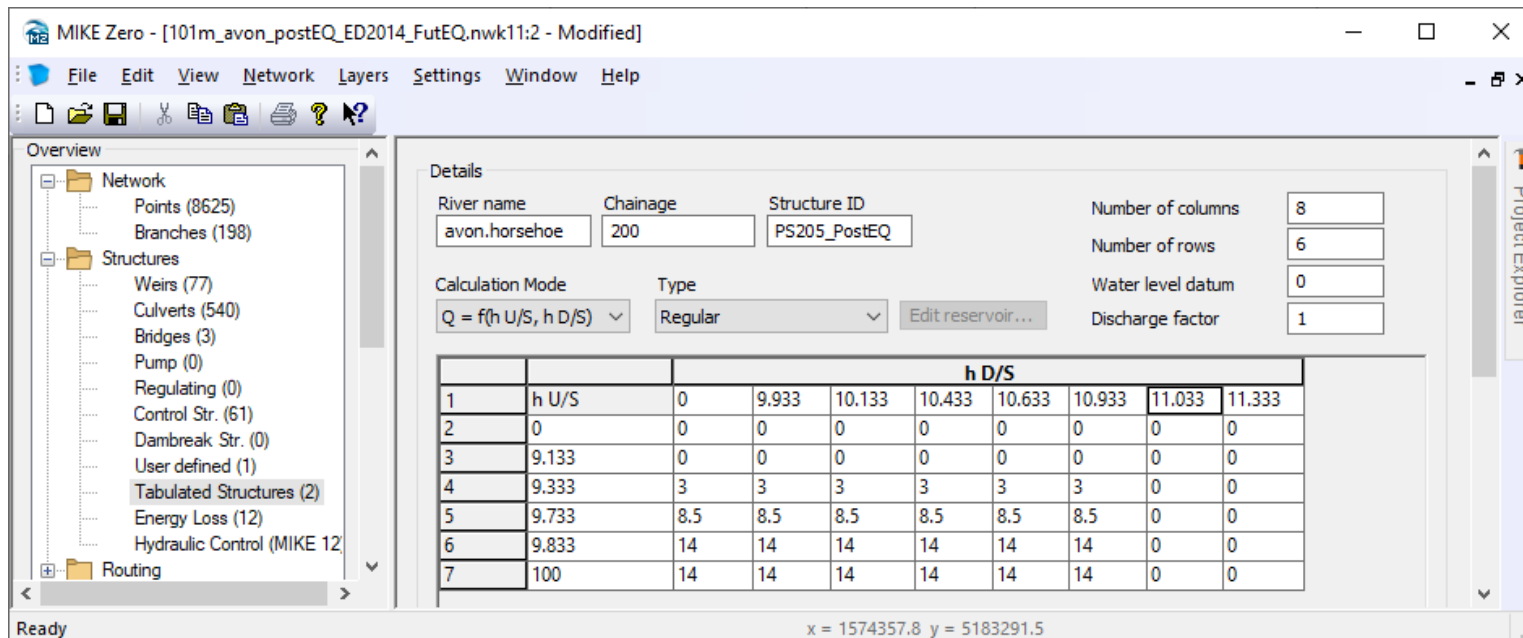 MIKE Zero - [101m_avon_postEQ_ED2014_FutEQ.nwk11:2 - Modified]
File Edit View Network Layers Settings Window Help
Overview
Network
Points (8625)
Branches (198)
Structures
Weirs (77)
Culverts (540)
Bridges (3)
Pump (0)
Regulating (0)
Control Str. (61)
Dambreak Str. (0)
User defined (1)
Tabulated Structures (2)
Energy Loss (12)
Hydraulic Control (MIKE 12
Routing
Details
River name Chainage Structure ID
avon.horsehoe 200 PS205_PostEQ
Calculation Mode Type
Q = f(h U/S, h D/S) Regular Edit reservoir...
Number of columns 8
Number of rows 6
Water level datum 0
Discharge factor 1
h D/S
1 h U/S 0 9.933 10.133 10.433 10.633 10.933 11.033 11.333
2 0 0 0 0 0 0 0 0 0
3 9.133 0 0 0 0 0 0 0 0
4 9.333 3 3 3 3 3 3 0 0
5 9.733 8.5 8.5 8.5 8.5 8.5 8.5 0 0
6 9.833 14 14 14 14 14 14 0 0
7 100 14 14 14 14 14 14 0 0
Project Explorer
Ready x = 1574357.8 y = 5183291.5